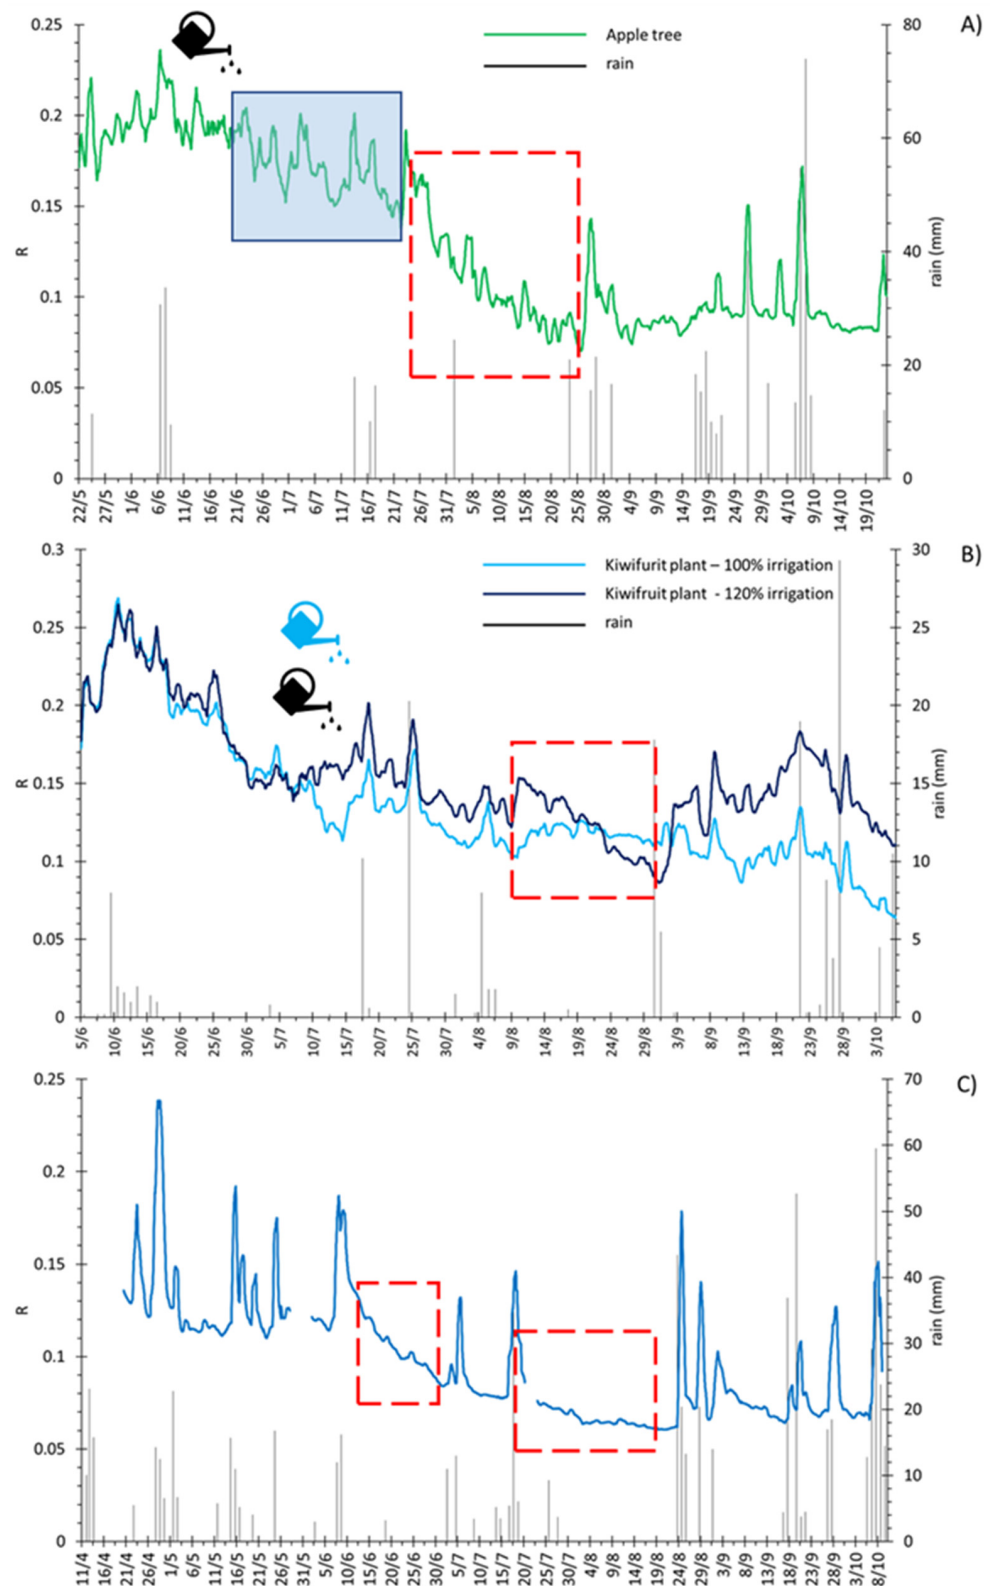 A)
0.25
0.2
0.15
0.1
0.05
0
R
80
60
40
20
0
rain (mm)
Apple tree
rain
22/5 27/5 1/6 6/6 11/6 16/6 21/6 26/6 1/7 6/7 11/7 16/7 21/7 26/7 31/7 5/8 10/8 15/8 20/8 25/8 30/8 4/9 9/9 14/9 19/9 24/9 29/9 4/10 9/10 14/10 19/10
B)
0.3
0.25
0.2
0.15
0.1
0.05
0
R
30
25
20
15
10
5
0
rain (mm)
Kiwifurit plant – 100% irrigation
Kiwifruit plant - 120% irrigation
rain
5/6 10/6 15/6 20/6 25/6 30/6 5/7 10/7 15/7 20/7 25/7 30/7 4/8 9/8 14/8 19/8 24/8 29/8 3/9 8/9 13/9 18/9 23/9 28/9 3/10
C)
0.25
0.2
0.15
0.1
0.05
0
R
70
60
50
40
30
20
10
0
rain (mm)
11/4 16/4 21/4 26/4 1/5 6/5 11/5 16/5 21/5 26/5 31/5 5/6 10/6 15/6 20/6 25/6 30/6 5/7 10/7 15/7 20/7 25/7 30/7 4/8 9/8 14/8 19/8 24/8 29/8 3/9 8/9 13/9 18/9 23/9 28/9 3/10 8/10